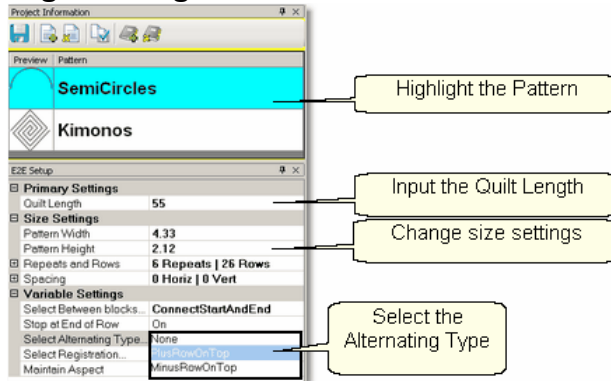 Project Information
Preview Pattern
SemiCircles
Highlight the Pattern
Kimonos
E2E Setup
Primary Settings
Quilt Length 55
Input the Quilt Length
Size Settings
Pattern Width 4.33
Change size settings
Pattern Height 2.12
Repeats and Rows 6 Repeats | 26 Rows
Spacing 0 Horiz | 0 Vert
Variable Settings
Select Between blocks... ConnectStartAndEnd
Stop at End of Row On
Select the
Alternating Type
Select Alternating Type... None
Select Registration... PlusRowOnTop
Maintain Aspect MinusRowOnTop